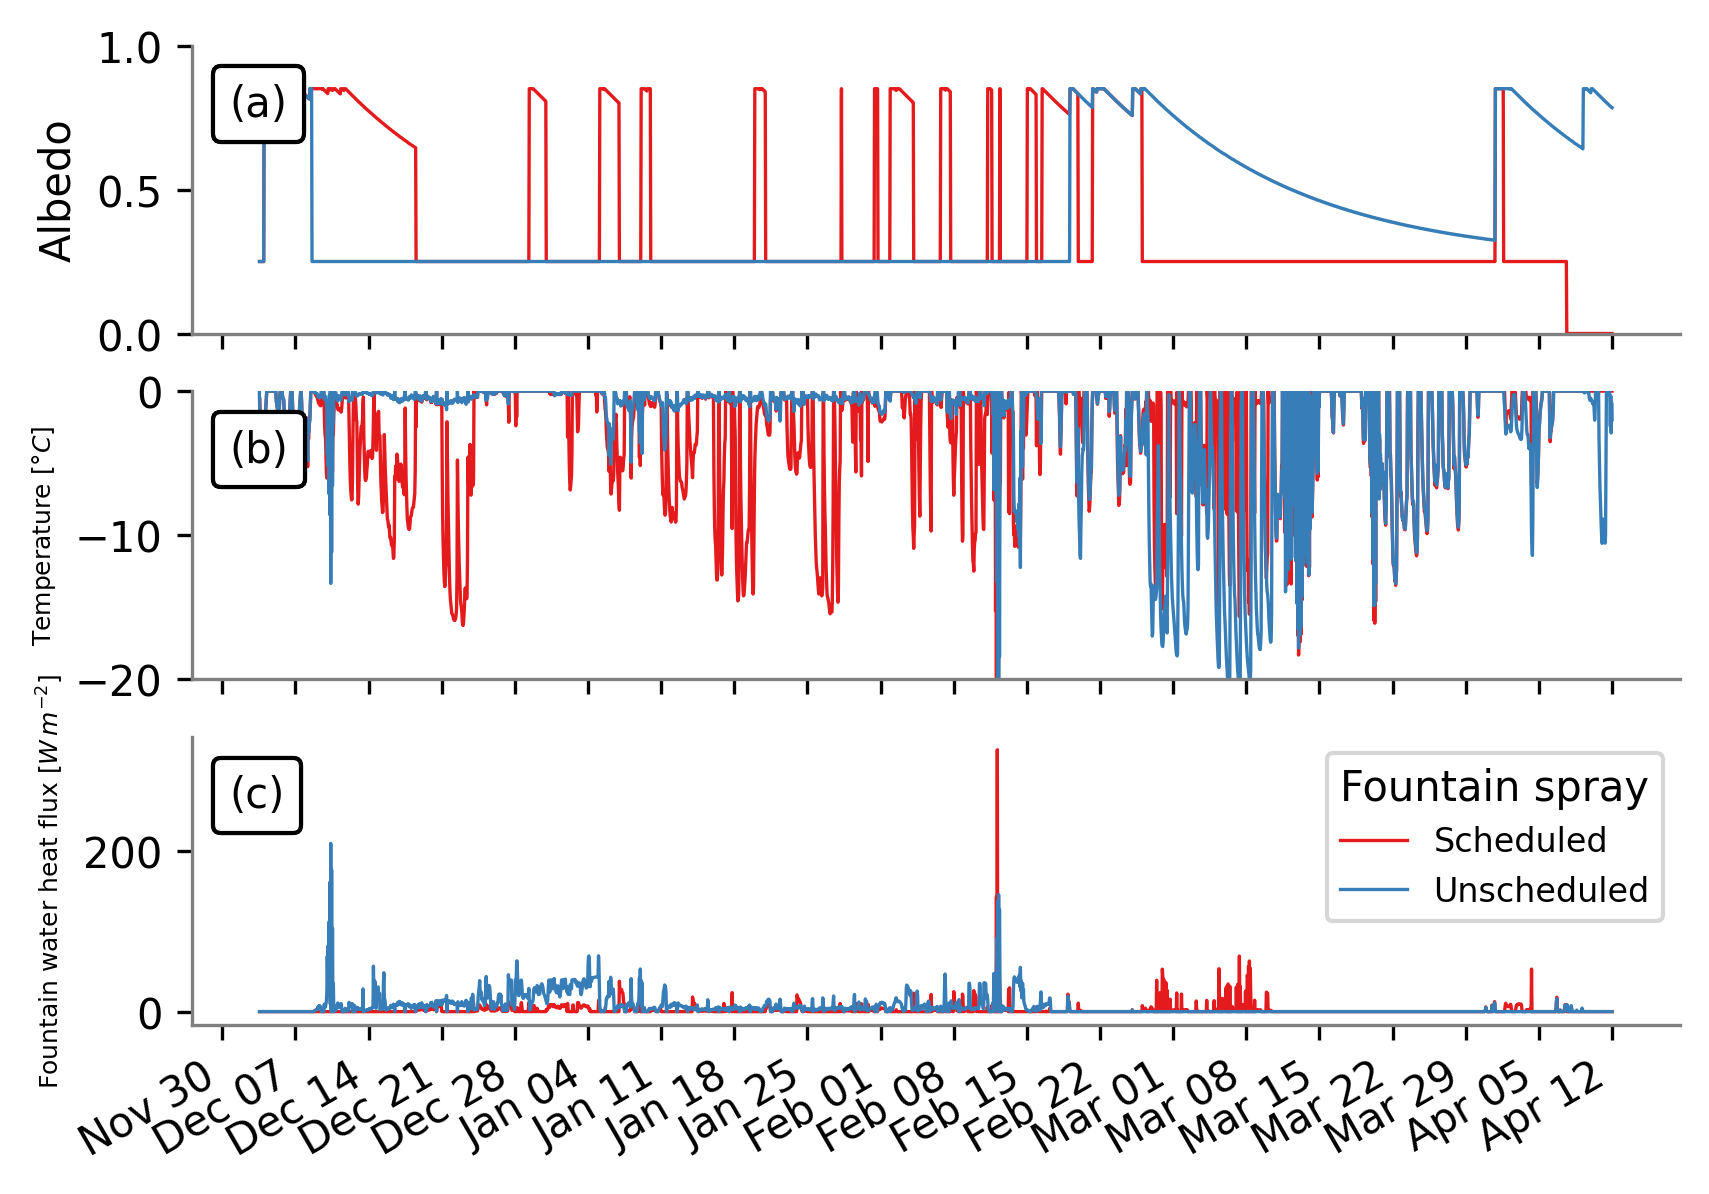 Albedo
1.0
0.5
0.0
(a)
Temperature [°C]
0
−10
−20
(b)
Fountain water heat flux [W m⁻²]
200
0
(c)
Fountain spray
Scheduled
Unscheduled
Nov 30
Dec 07
Dec 14
Dec 21
Dec 28
Jan 04
Jan 11
Jan 18
Jan 25
Feb 01
Feb 08
Feb 15
Feb 22
Mar 01
Mar 08
Mar 15
Mar 22
Mar 29
Apr 05
Apr 12